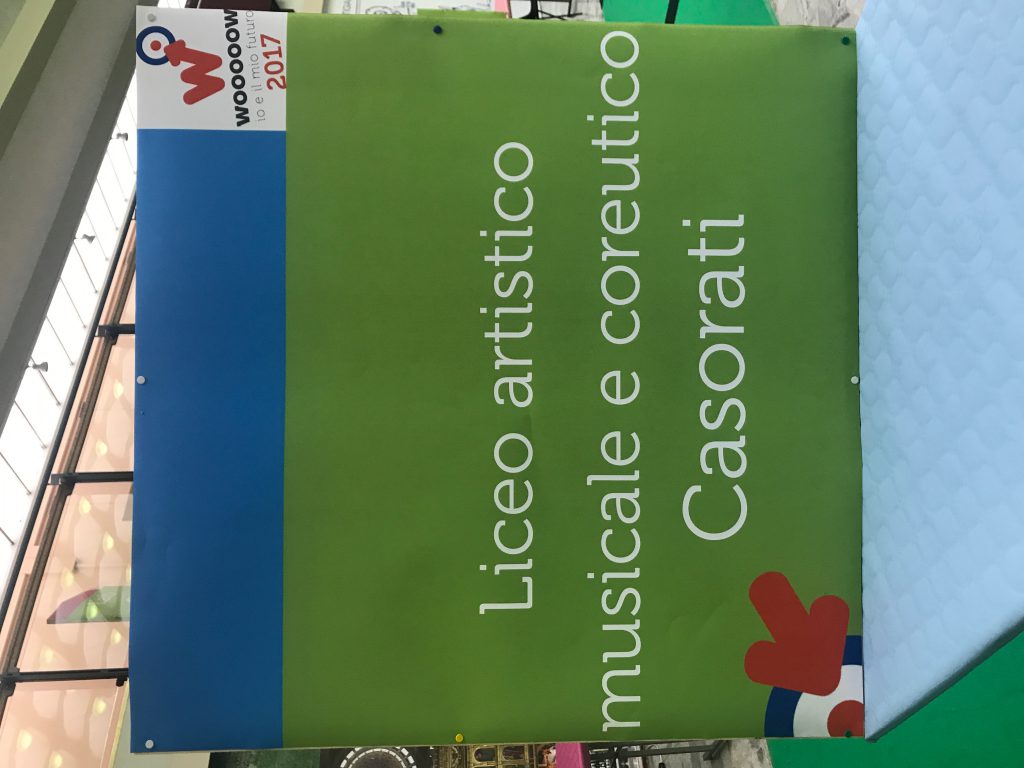 W
wooooow
io e il mio futuro
2017
Liceo artistico
musicale e coreutico
Casorati